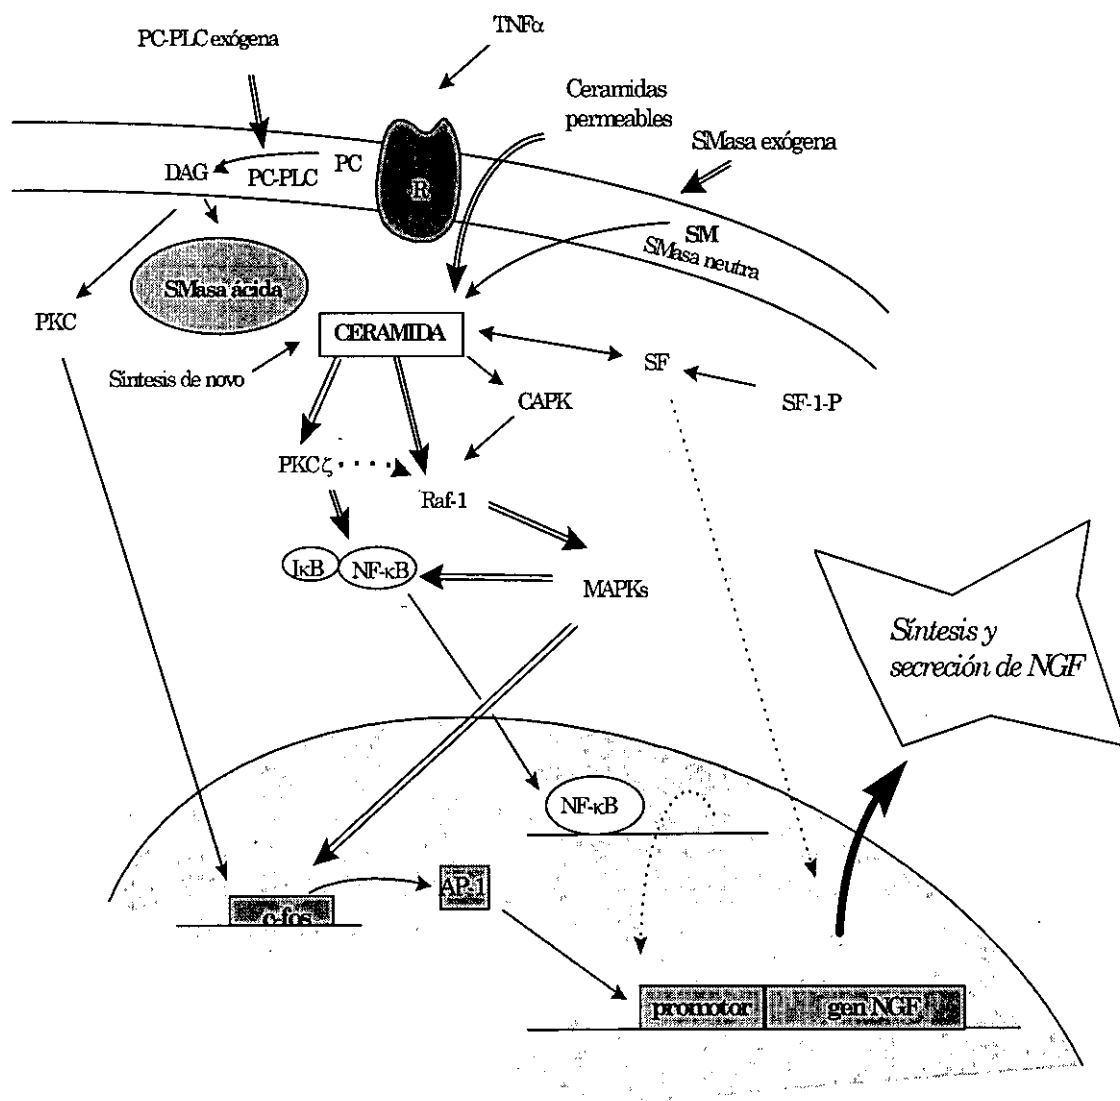 TNFα
PC-PLC exógena
Ceramidas
permeables
SMasa exógena
PC
DAG
PC-PLC
R
SM
SMasa neutra
SMasa ácida
PKC
CERAMIDA
SF
Síntesis de novo
CAPK
SF-1-P
PKC ζ
Raf-1
IκB
NF-κB
MAPKs
Síntesis y
secreción de NGF
NF-κB
AP-1
c-fos
promotor
gen NGF